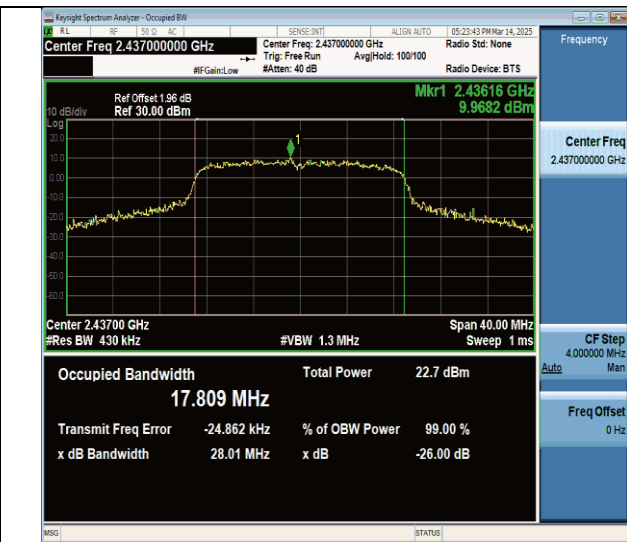 Keysight Spectrum Analyzer - Occupied BW
RL RF 50 Ω AC SENSE:INT ALIGN AUTO 05:23:43 PM Mar 14, 2025
Center Freq 2.437000000 GHz
Center Freq: 2.437000000 GHz
Radio Std: None
Trig: Free Run Avg|Hold: 100/100
#IFGain:Low #Atten: 40 dB Radio Device: BTS
Frequency
Mkr1 2.43616 GHz
9.9682 dBm
Ref Offset 1.96 dB
10 dB/div Ref 30.00 dBm
Log
20.0
10.0
0.00
-10.0
-20.0
-30.0
-40.0
-50.0
-60.0
1
Center 2.43700 GHz Span 40.00 MHz
#Res BW 430 kHz #VBW 1.3 MHz Sweep 1 ms
Center Freq
2.437000000 GHz
CF Step
4.000000 MHz
Auto Man
Freq Offset
0 Hz
Occupied Bandwidth Total Power 22.7 dBm
17.809 MHz
Transmit Freq Error -24.862 kHz % of OBW Power 99.00 %
x dB Bandwidth 28.01 MHz x dB -26.00 dB
MSG STATUS